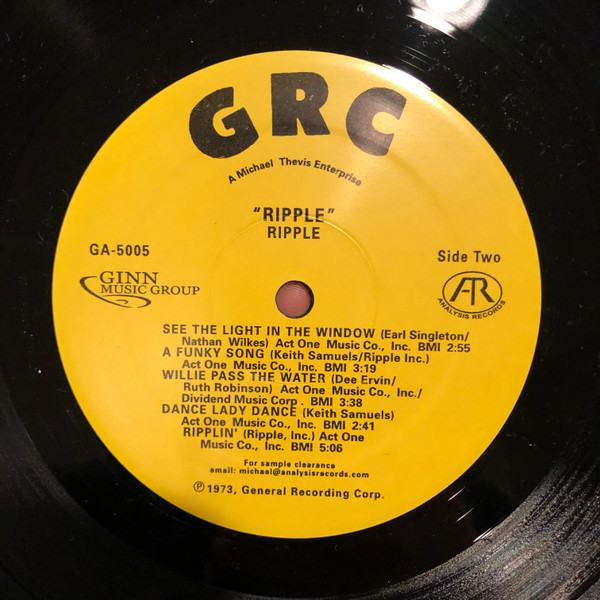 GRC
A Michael Thevis Enterprise
"RIPPLE"
RIPPLE
GA-5005
Side Two
GINN
MUSIC GROUP
AR
ANALYSIS RECORDS
SEE THE LIGHT IN THE WINDOW (Earl Singleton/
Nathan Wilkes) Act One Music Co., Inc. BMI 2:55
A FUNKY SONG (Keith Samuels/Ripple Inc.)
Act One Music Co., Inc. BMI 3:19
WILLIE PASS THE WATER (Dee Ervin/
Ruth Robinson) Act One Music Co., Inc./
Dividend Music Corp . BMI 3:38
DANCE LADY DANCE (Keith Samuels)
Act One Music Co., Inc. BMI 2:41
RIPPLIN' (Ripple, Inc.) Act One
Music Co., Inc. BMI 5:06
For sample clearance
email: michael@analysisrecords.com
℗ 1973, General Recording Corp.